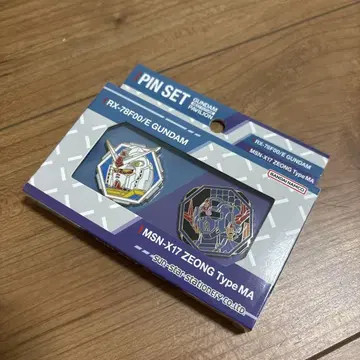 PIN SET
GUNDAM
NEXT FUTURE
PAVILION
RX-78F00/E GUNDAM
MSN-X17 ZEONG Type MA
RX-78F00/E GUNDAM
MSN-X17 ZEONG Type MA
BANDAI NAMCO
sun-star-stationery co.,ltd.